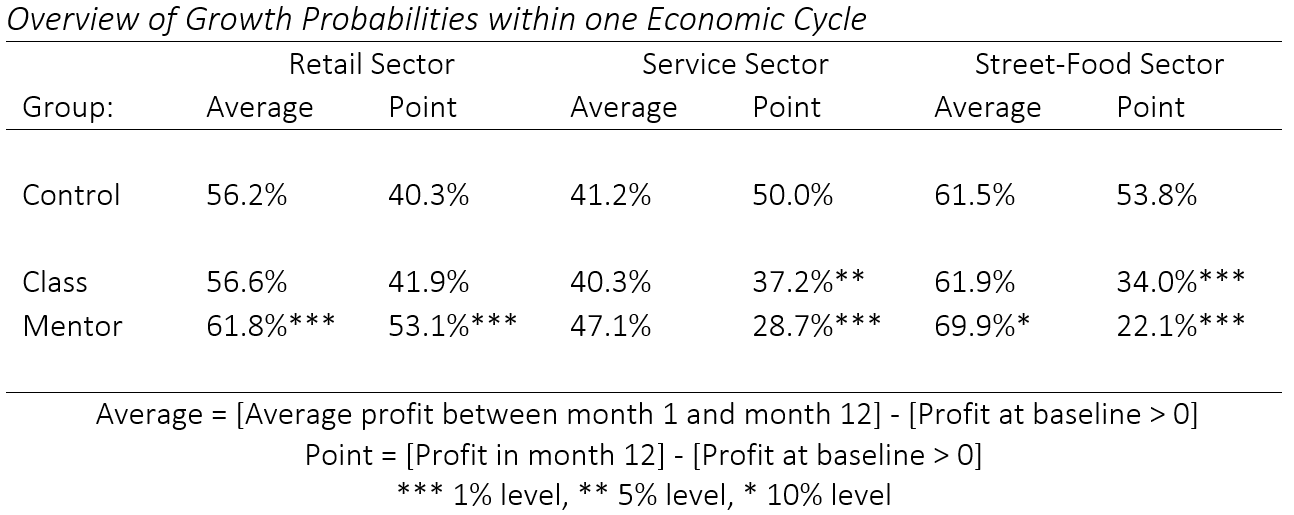 Overview of Growth Probabilities within one Economic Cycle
Retail Sector Service Sector Street-Food Sector
Group: Average Point Average Point Average Point
Control 56.2% 40.3% 41.2% 50.0% 61.5% 53.8%
Class 56.6% 41.9% 40.3% 37.2%** 61.9% 34.0%***
Mentor 61.8%*** 53.1%*** 47.1% 28.7%*** 69.9%* 22.1%***
Average = [Average profit between month 1 and month 12] - [Profit at baseline > 0]
Point = [Profit in month 12] - [Profit at baseline > 0]
*** 1% level, ** 5% level, * 10% level